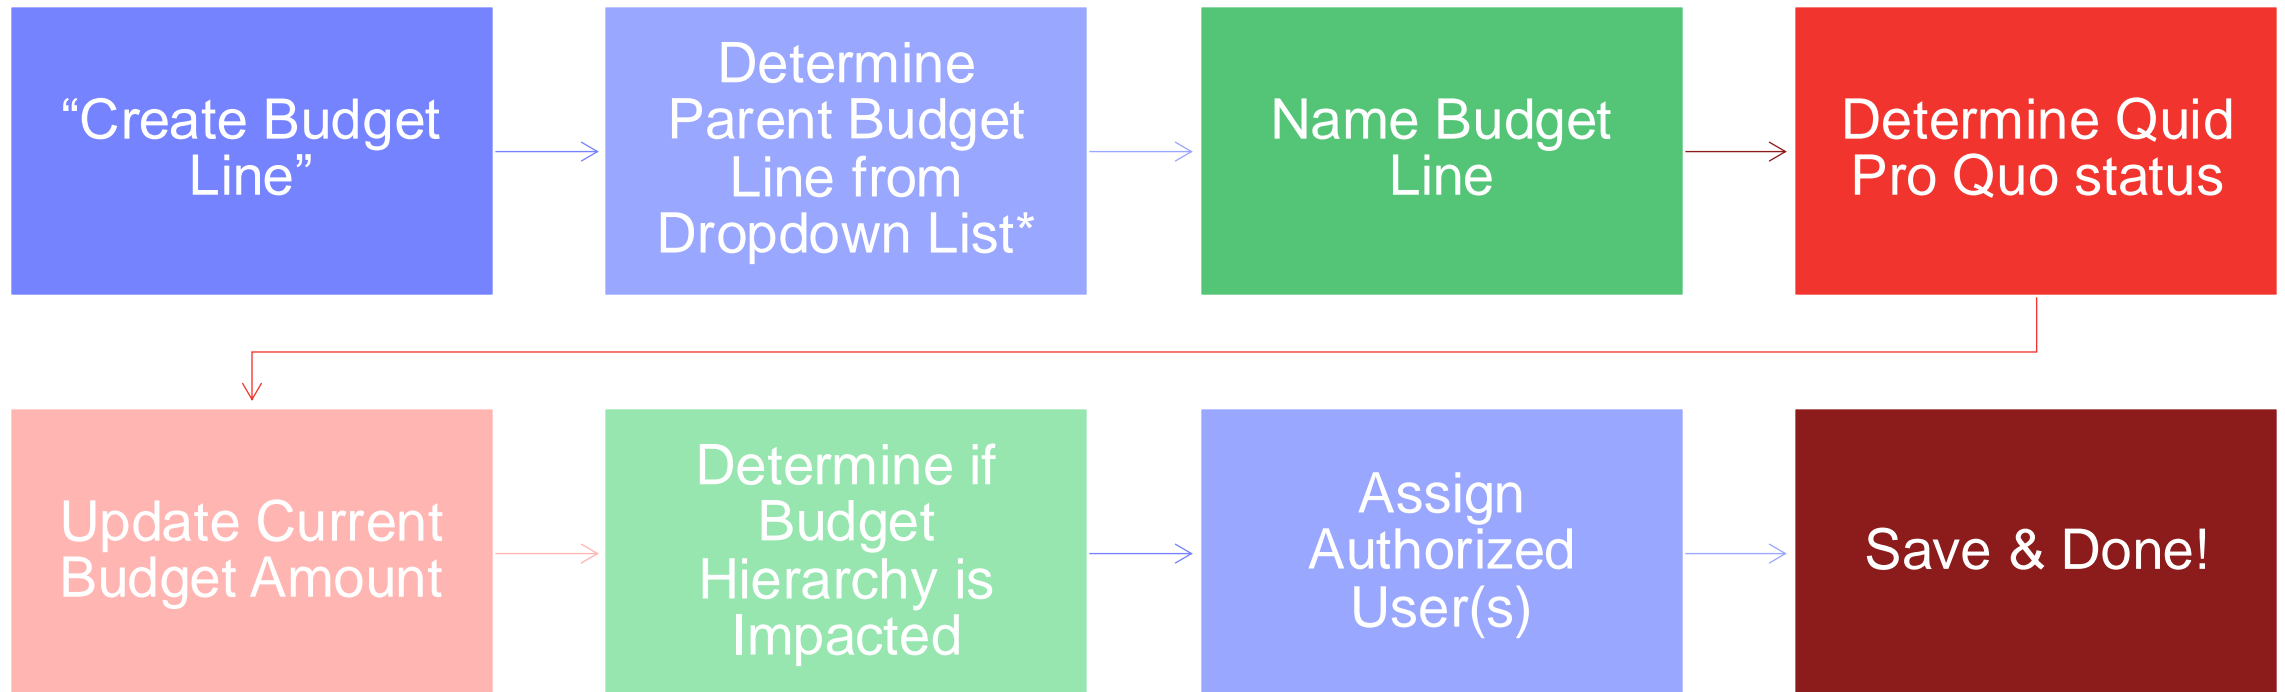 “Create Budget
Line”
Determine
Parent Budget
Line from
Dropdown List*
Name Budget
Line
Determine Quid
Pro Quo status
Update Current
Budget Amount
Determine if
Budget
Hierarchy is
Impacted
Assign
Authorized
User(s)
Save & Done!